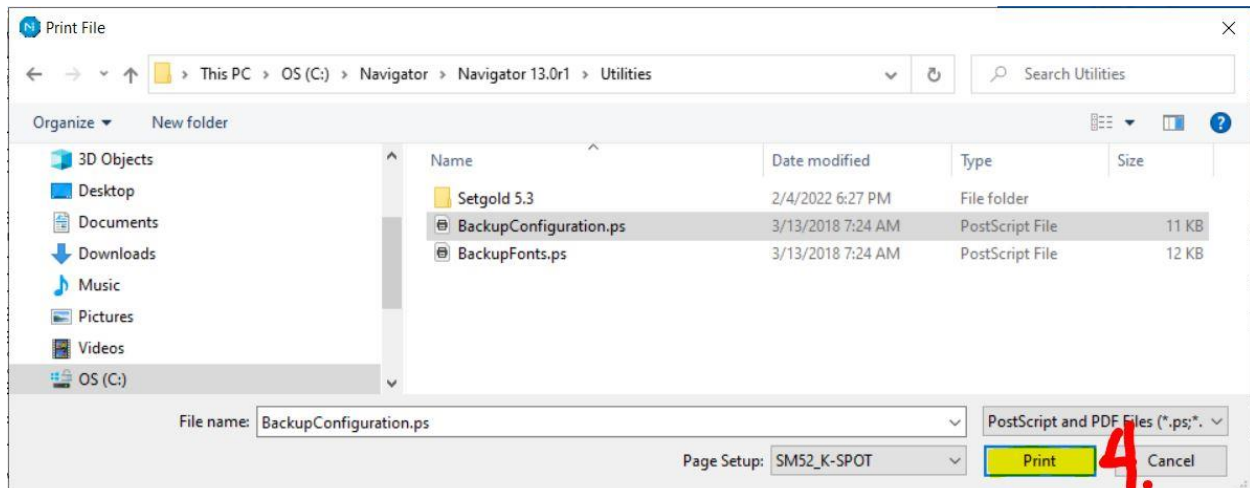 Print File
This PC > OS (C:) > Navigator > Navigator 13.0r1 > Utilities
Search Utilities
Organize New folder
Name Date modified Type Size
3D Objects
Desktop
Documents
Downloads
Music
Pictures
Videos
OS (C:)
Setgold 5.3 2/4/2022 6:27 PM File folder
BackupConfiguration.ps 3/13/2018 7:24 AM PostScript File 11 KB
BackupFonts.ps 3/13/2018 7:24 AM PostScript File 12 KB
File name: BackupConfiguration.ps PostScript and PDF Files (*.ps;*.
Page Setup: SM52_K-SPOT Print 4. Cancel